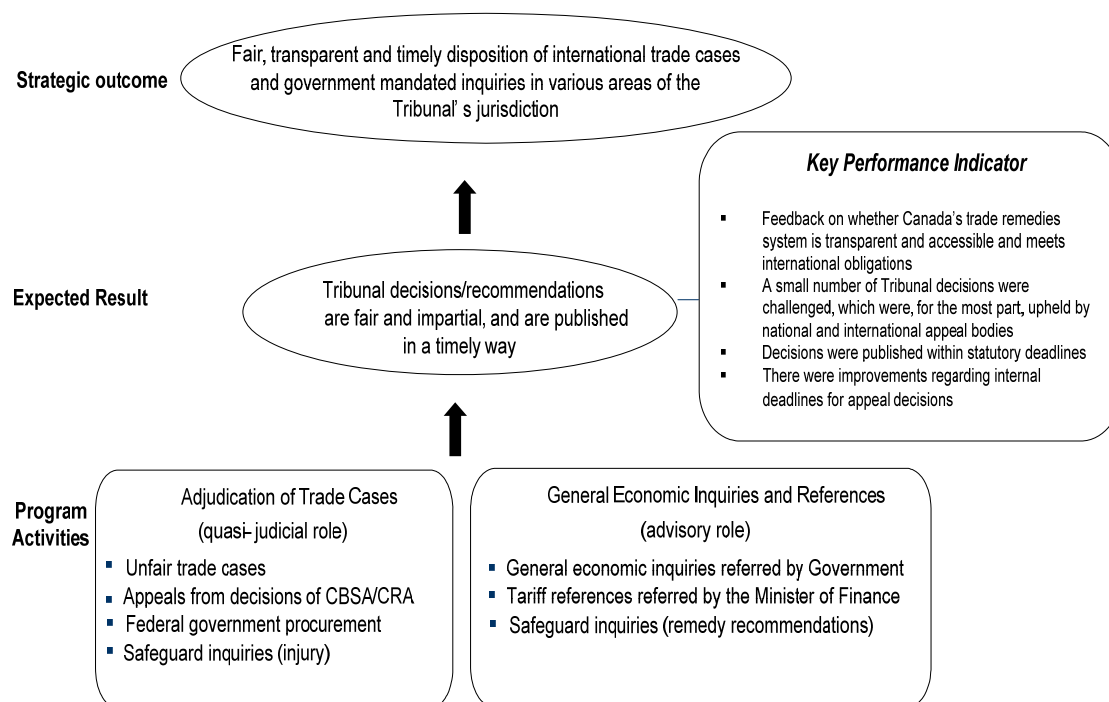 Strategic outcome
Fair, transparent and timely disposition of international trade cases
and government mandated inquiries in various areas of the
Tribunal' s jurisdiction
Key Performance Indicator
▪ Feedback on whether Canada's trade remedies
system is transparent and accessible and meets
international obligations
▪ A small number of Tribunal decisions were
challenged, which were, for the most part, upheld by
national and international appeal bodies
▪ Decisions were published within statutory deadlines
▪ There were improvements regarding internal
deadlines for appeal decisions
Expected Result
Tribunal decisions/recommendations
are fair and impartial, and are published
in a timely way
Program
Activities
Adjudication of Trade Cases
(quasi-judicial role)
▪ Unfair trade cases
▪ Appeals from decisions of CBSA/CRA
▪ Federal government procurement
▪ Safeguard inquiries (injury)
General Economic Inquiries and References
(advisory role)
▪ General economic inquiries referred by Government
▪ Tariff references referred by the Minister of Finance
▪ Safeguard inquiries (remedy recommendations)